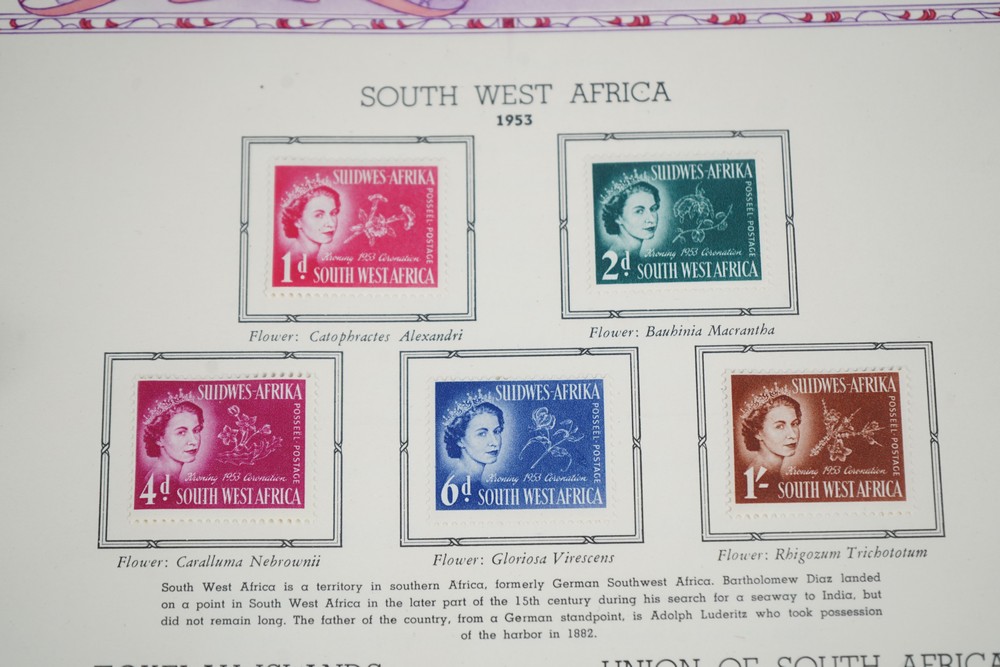 SOUTH WEST AFRICA
1953
SUIDWES-AFRIKA
POSSEEL·POSTAGE
Kroning 1953 Coronation
1d SOUTH WEST AFRICA
SUIDWES-AFRIKA
POSSEEL·POSTAGE
Kroning 1953 Coronation
2d SOUTH WEST AFRICA
Flower: Catophractes Alexandri
Flower: Bauhinia Macrantha
SUIDWES-AFRIKA
POSSEEL·POSTAGE
Kroning 1953 Coronation
4d SOUTH WEST AFRICA
SUIDWES-AFRIKA
POSSEEL·POSTAGE
Kroning 1953 Coronation
6d SOUTH WEST AFRICA
SUIDWES-AFRIKA
POSSEEL·POSTAGE
Kroning 1953 Coronation
1/- SOUTH WEST AFRICA
Flower: Caralluma Nebrownii
Flower: Gloriosa Virescens
Flower: Rhigozum Trichototum
South West Africa is a territory in southern Africa, formerly German Southwest Africa. Bartholomew Diaz landed
on a point in South West Africa in the later part of the 15th century during his search for a seaway to India, but
did not remain long. The father of the country, from a German standpoint, is Adolph Luderitz who took possession
of the harbor in 1882.
TOKELAU ISLANDS
UNION OF SOUTH AFRICA